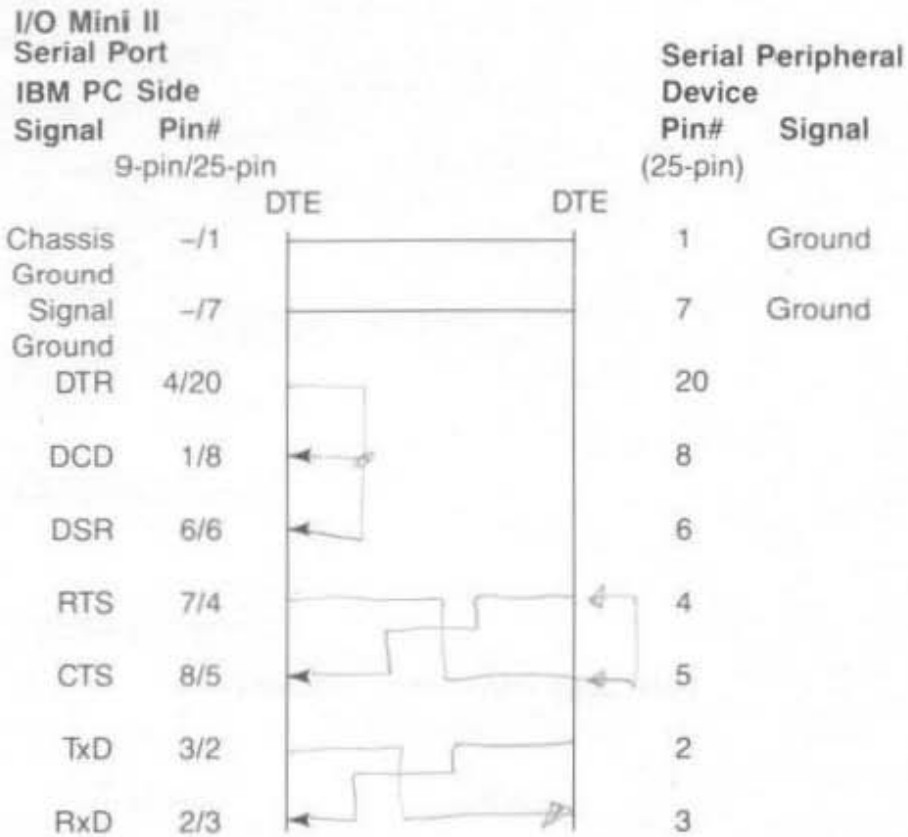 I/O Mini II
Serial Port
IBM PC Side
Signal Pin#
9-pin/25-pin
Serial Peripheral
Device
Pin# Signal
(25-pin)
DTE DTE
Chassis -/1 1 Ground
Ground
Signal -/7 7 Ground
Ground
DTR 4/20 20
DCD 1/8 8
DSR 6/6 6
RTS 7/4 4
CTS 8/5 5
TxD 3/2 2
RxD 2/3 3